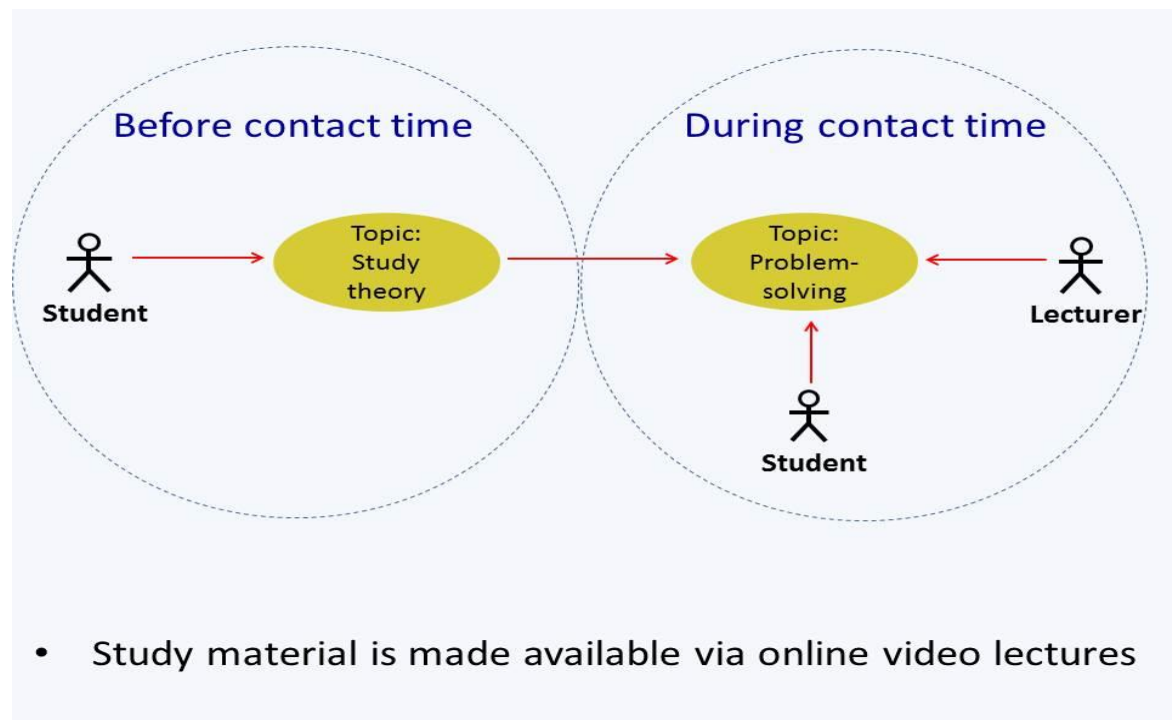 Before contact time
During contact time
Topic:
Study
theory
Topic:
Problem-
solving
Student
Lecturer
Student
• Study material is made available via online video lectures